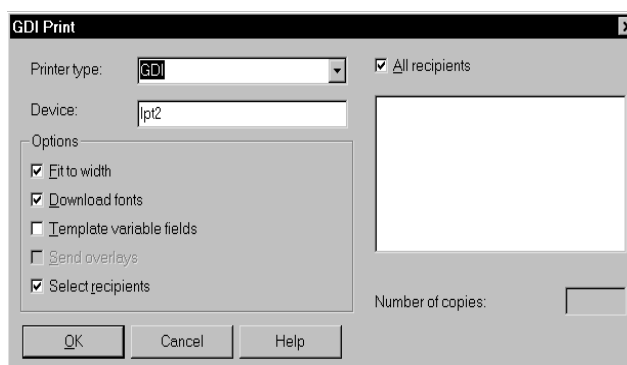 GDI Print
Printer type:
GDI
Device:
lpt2
Options
Fit to width
Download fonts
Template variable fields
Send overlays
Select recipients
OK
Cancel
Help
All recipients
Number of copies: